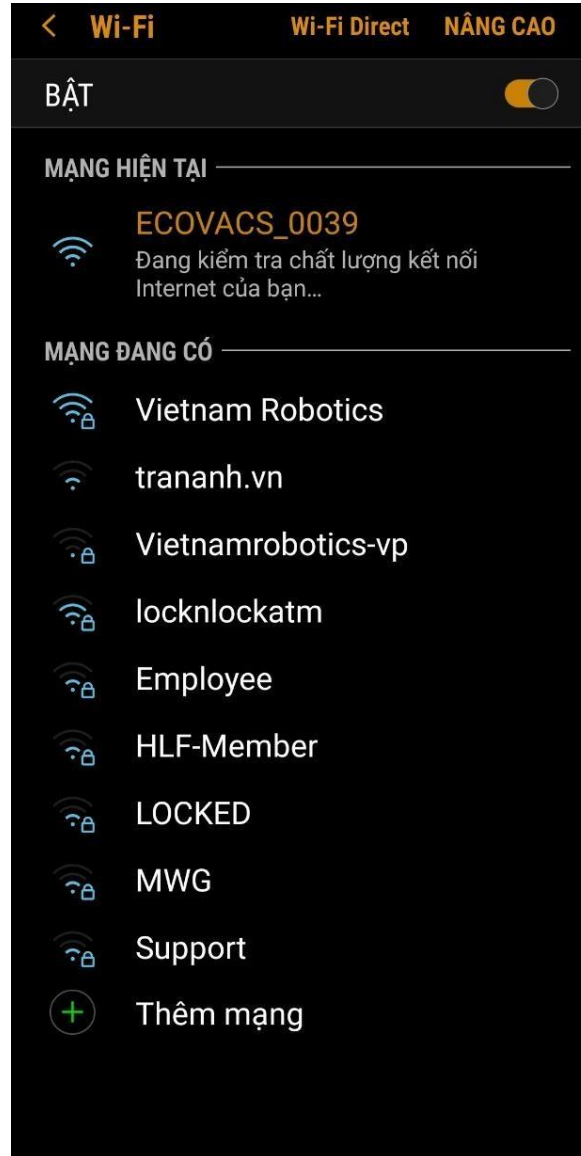 Wi-Fi
Wi-Fi Direct
NÂNG CAO
BẬT
MẠNG HIỆN TẠI
ECOVACS_0039
Đang kiểm tra chất lượng kết nối
Internet của bạn...
MẠNG ĐANG CÓ
Vietnam Robotics
trananh.vn
Vietnamrobotics-vp
locknlockatm
Employee
HLF-Member
LOCKED
MWG
Support
Thêm mạng